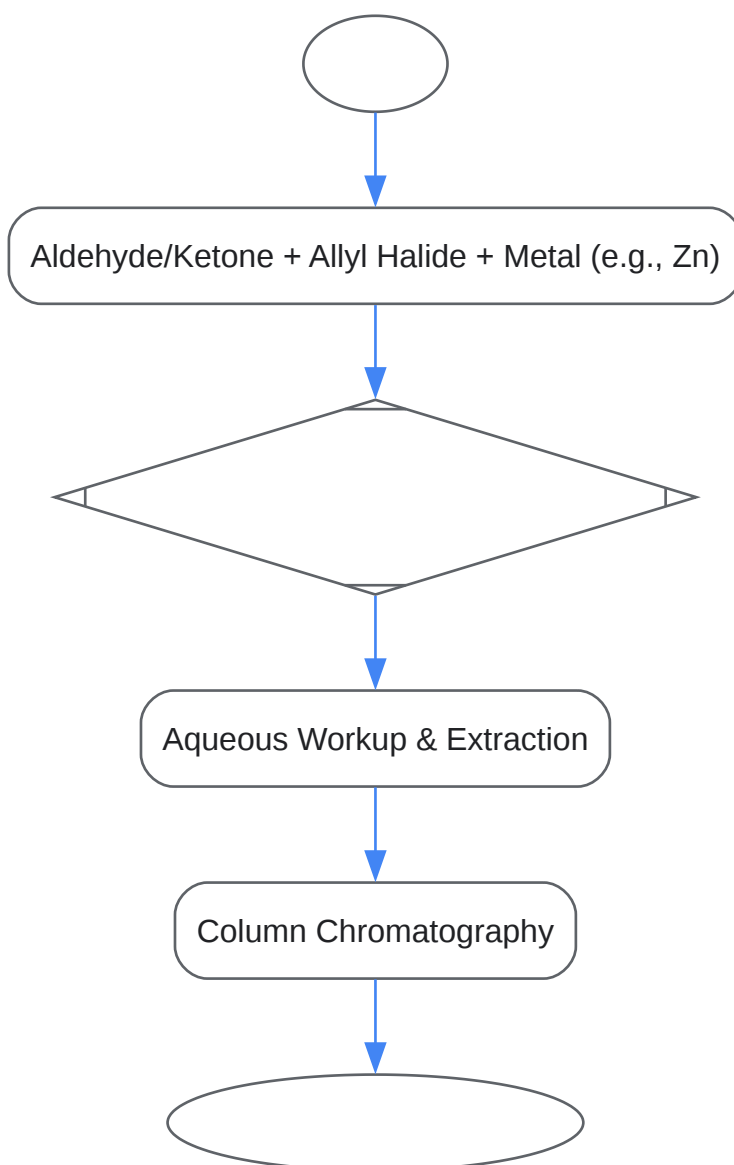 Aldehyde/Ketone + Allyl Halide + Metal (e.g., Zn)
Aqueous Workup & Extraction
Column Chromatography